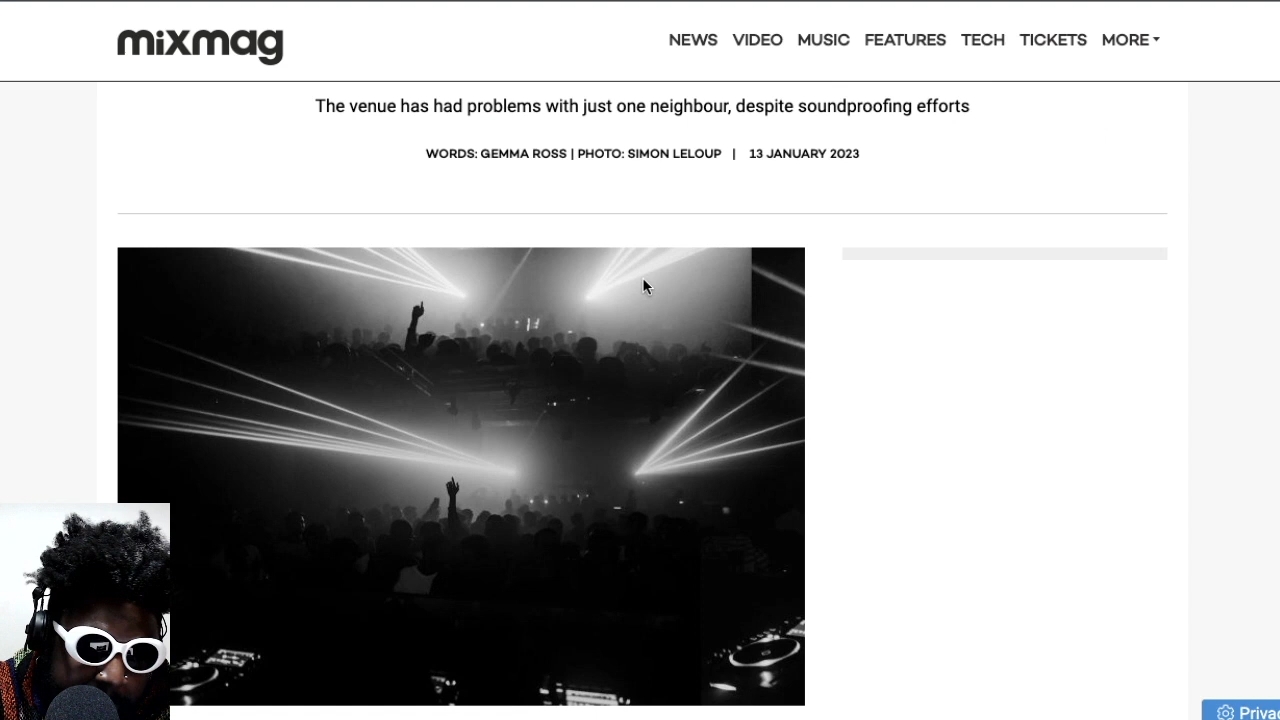 mixmag
NEWS VIDEO MUSIC FEATURES TECH TICKETS MORE
The venue has had problems with just one neighbour, despite soundproofing efforts
WORDS: GEMMA ROSS | PHOTO: SIMON LELOUP | 13 JANUARY 2023
Privac